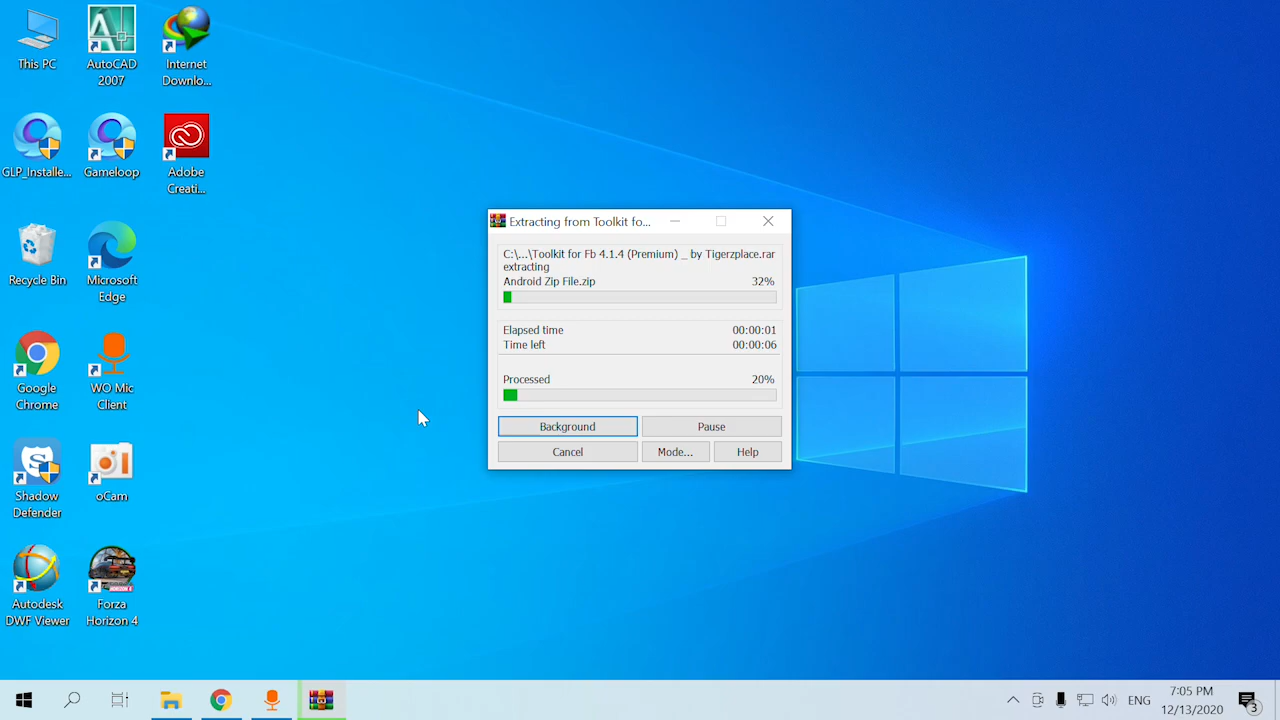 This PC
AutoCAD
2007
Internet
Downlo...
GLP_Installe...
Gameloop
Adobe
Creati...
Recycle Bin
Microsoft
Edge
Google
Chrome
WO Mic
Client
Shadow
Defender
oCam
Autodesk
DWF Viewer
Forza
Horizon 4
Extracting from Toolkit fo...
C:\...\Toolkit for Fb 4.1.4 (Premium) _ by Tigerzplace.rar
extracting
Android Zip File.zip 32%
Elapsed time 00:00:01
Time left 00:00:06
Processed 20%
Background Pause
Cancel Mode... Help
ENG
7:05 PM
12/13/2020
3